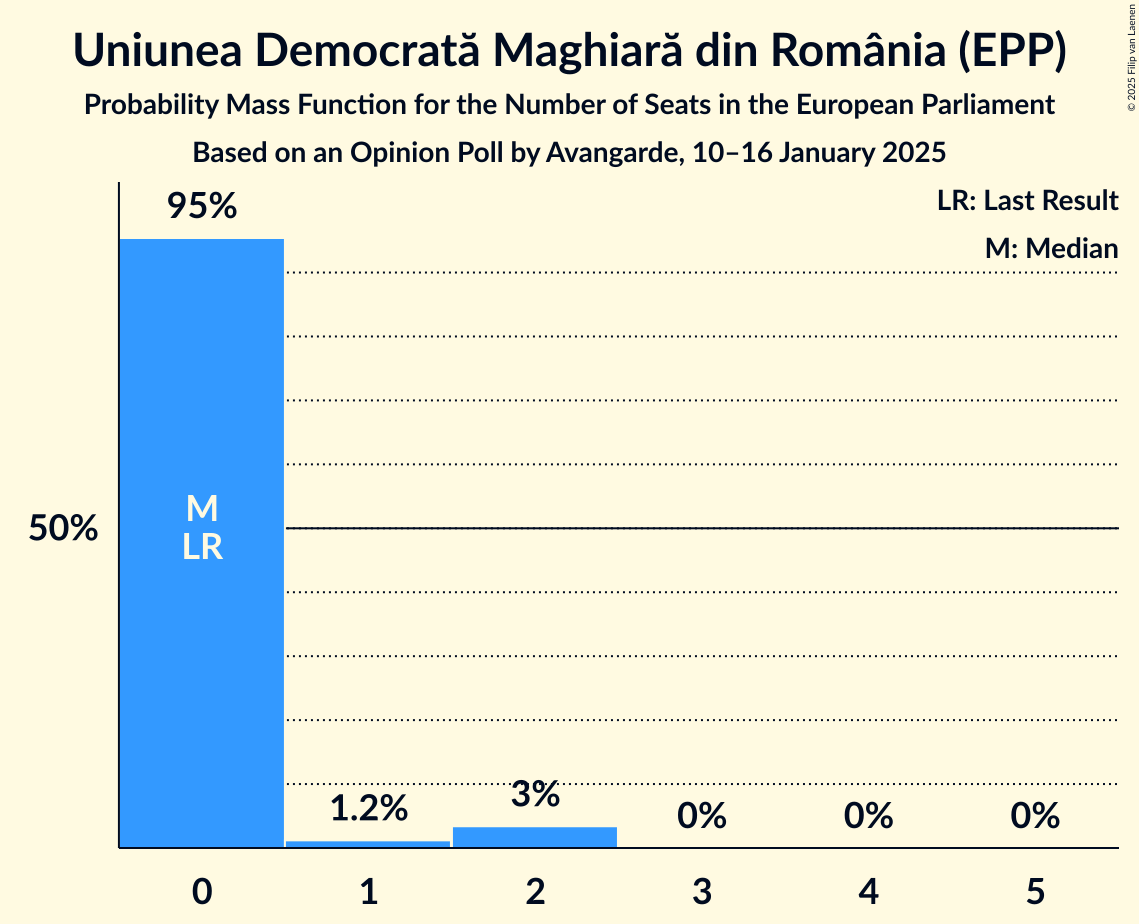 Uniunea Democrată Maghiară din România (EPP)
Probability Mass Function for the Number of Seats in the European Parliament
Based on an Opinion Poll by Avangarde, 10–16 January 2025
© 2025 Filip van Laenen
LR: Last Result
M: Median
95%
50%
M
LR
1.2%
3%
0%
0%
0%
0
1
2
3
4
5